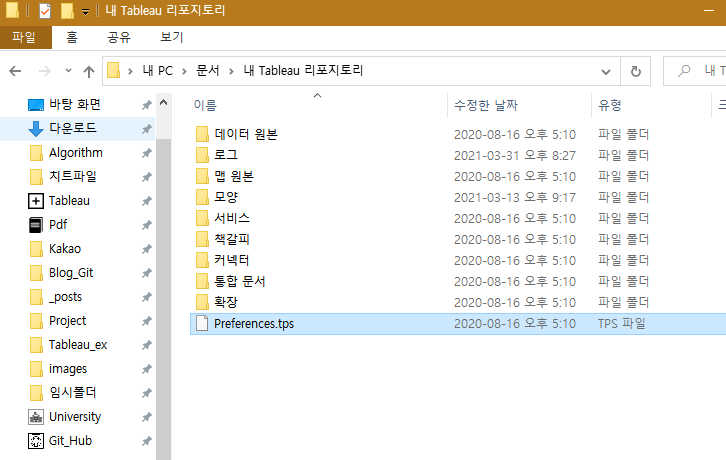 내 Tableau 리포지토리
파일 홈 공유 보기
내 PC 문서 내 Tableau 리포지토리 내 T
바탕 화면
다운로드
Algorithm
치트파일
Tableau
Pdf
Kakao
Blog_Git
_posts
Project
Tableau_ex
images
임시폴더
University
Git_Hub
이름 수정한 날짜 유형 크
데이터 원본 2020-08-16 오후 5:10 파일 폴더
로그 2021-03-31 오후 8:27 파일 폴더
맵 원본 2020-08-16 오후 5:10 파일 폴더
모양 2021-03-13 오후 9:17 파일 폴더
서비스 2020-08-16 오후 5:10 파일 폴더
책갈피 2020-08-16 오후 5:10 파일 폴더
커넥터 2020-08-16 오후 5:10 파일 폴더
통합 문서 2020-08-16 오후 5:10 파일 폴더
확장 2020-08-16 오후 5:10 파일 폴더
Preferences.tps 2020-08-16 오후 5:10 TPS 파일